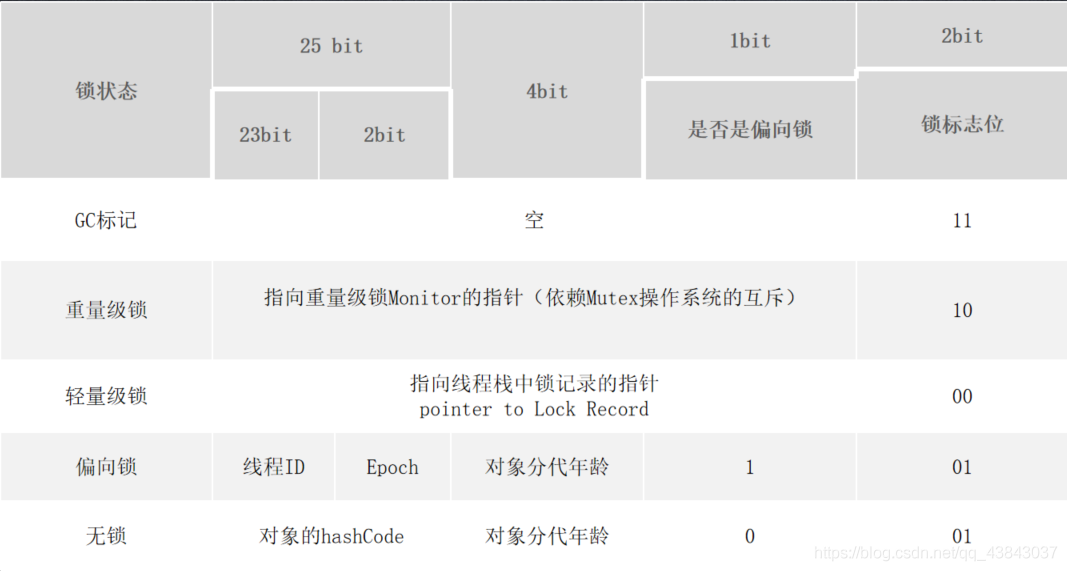 锁状态
25 bit
4bit
1bit
2bit
23bit
2bit
是否是偏向锁
锁标志位
GC标记
空
11
重量级锁
指向重量级锁Monitor的指针（依赖Mutex操作系统的互斥）
10
轻量级锁
指向线程栈中锁记录的指针
pointer to Lock Record
00
偏向锁
线程ID
Epoch
对象分代年龄
1
01
无锁
对象的hashCode
对象分代年龄
0
01
https://blog.csdn.net/qq_43843037